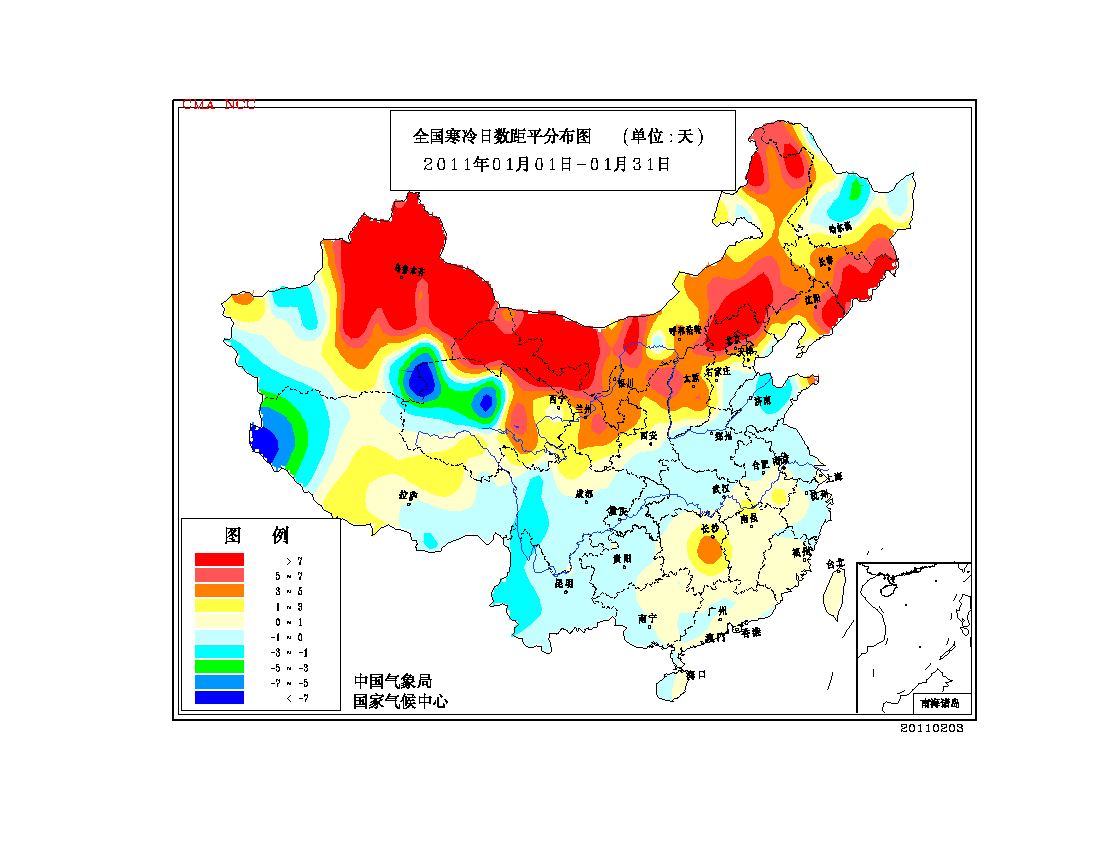 CMA NCC
全国寒冷日数距平分布图 (单位:天)
2011年01月01日-01月31日
哈尔滨
长春
沈阳
乌鲁木齐
呼和浩特
北京
天津
石家庄
太原
银川
济南
西宁
兰州
西安
郑州
合肥 南京
上海
拉萨
成都
武汉
杭州
重庆
长沙
南昌
贵阳
福州
台北
昆明
南宁
广州
澳门
香港
海口
图 例
> 7
5 ~ 7
3 ~ 5
1 ~ 3
0 ~ 1
-1 ~ 0
-3 ~ -1
-5 ~ -3
-7 ~ -5
< -7
中国气象局
国家气候中心
南海诸岛
20110203